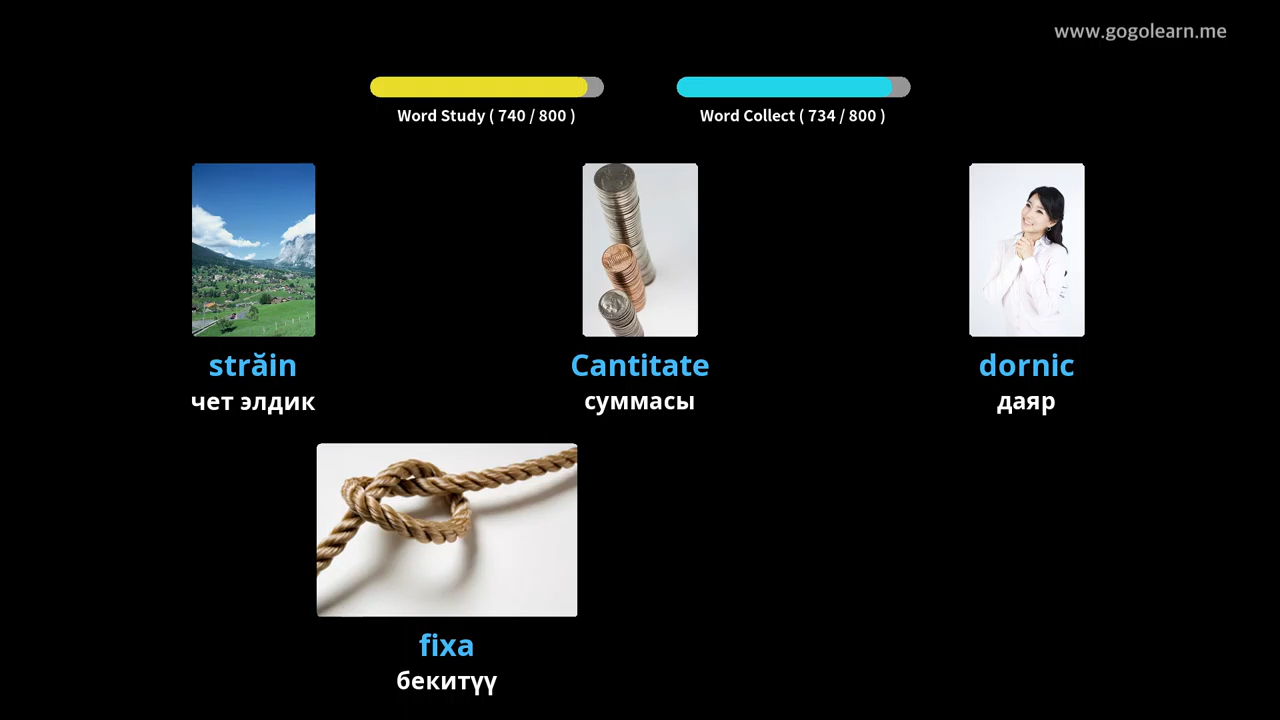 www.gogolearn.me
Word Study ( 740 / 800 )
Word Collect ( 734 / 800 )
străin
чет элдик
Cantitate
суммасы
dornic
даяр
fixa
бекитүү